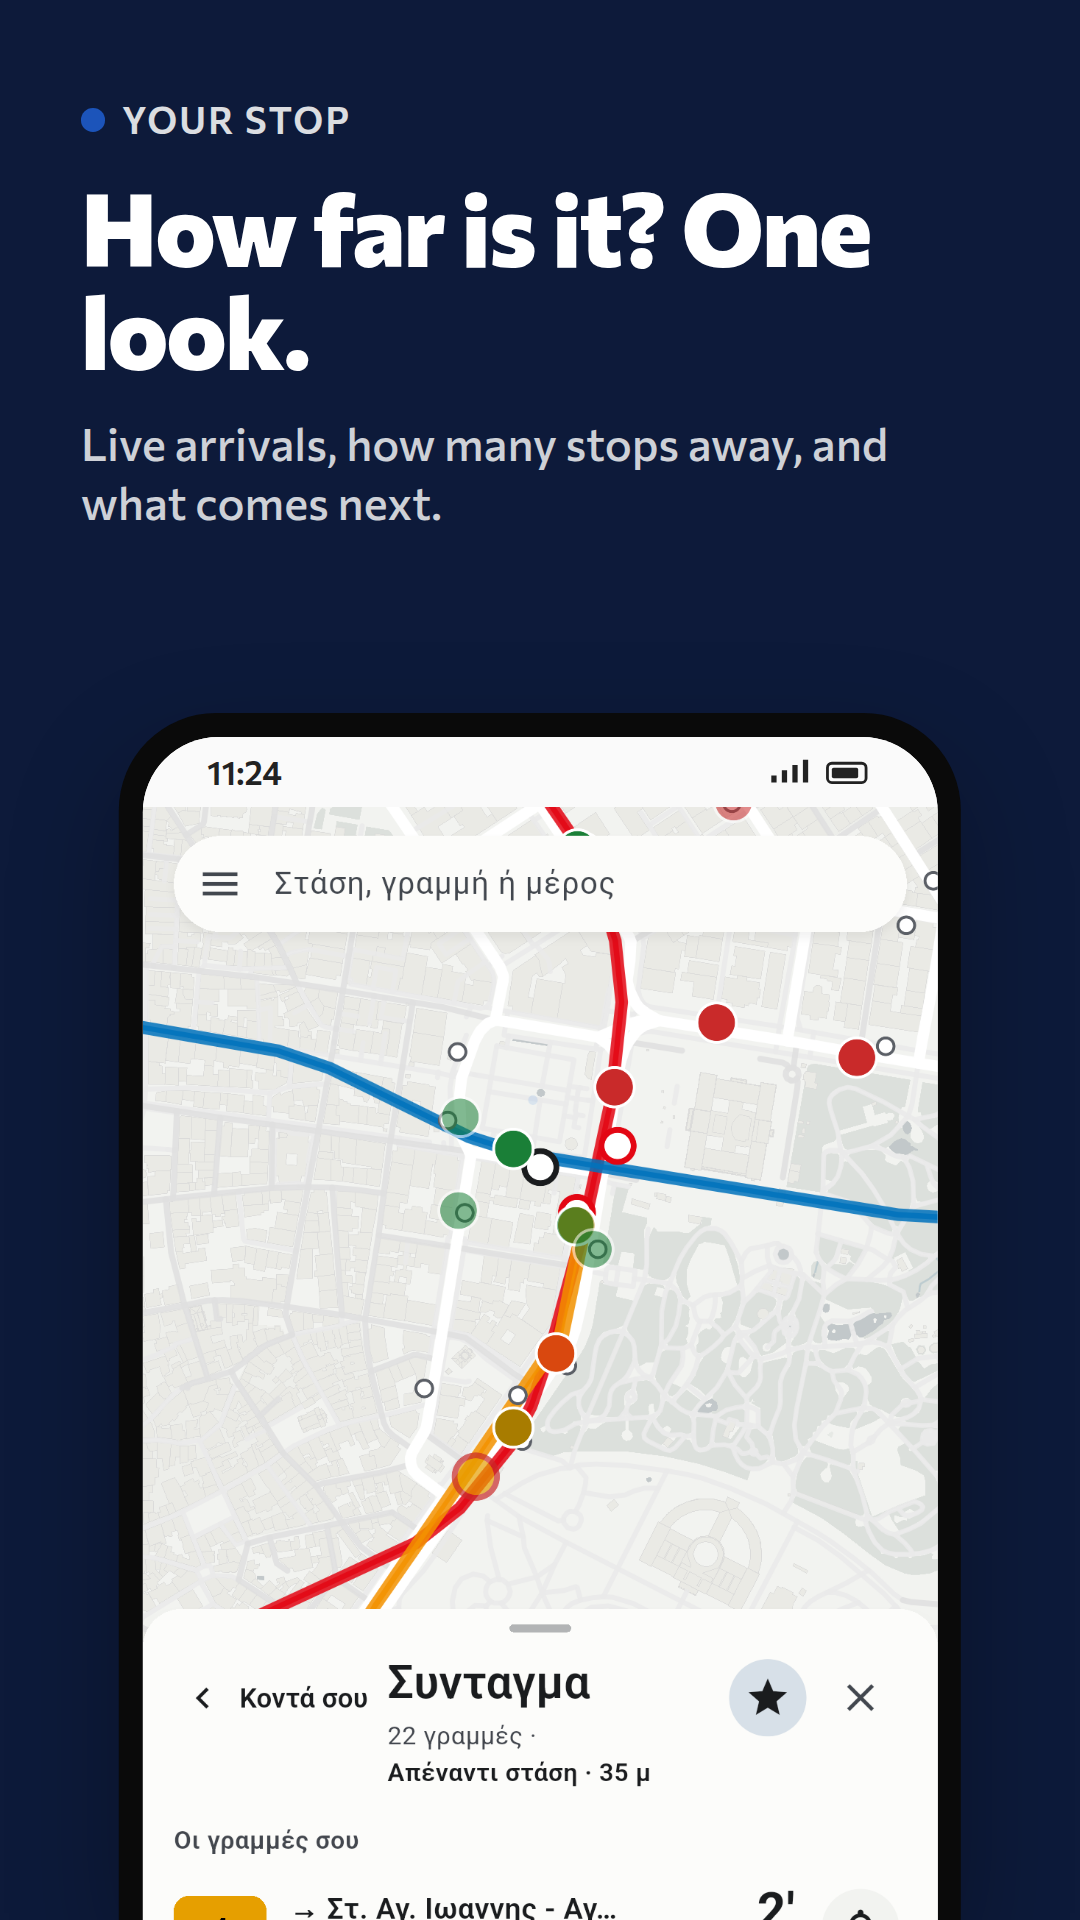 YOUR STOP
How far is it? One
look.
Live arrivals, how many stops away, and
what comes next.
11:24
Στάση, γραμμή ή μέρος
Κοντά σου
Συνταγμα
22 γραμμές ·
Απέναντι στάση · 35 μ
Οι γραμμές σου
→ Στ. Αγ. Ιωαννης - Αγ...
2'